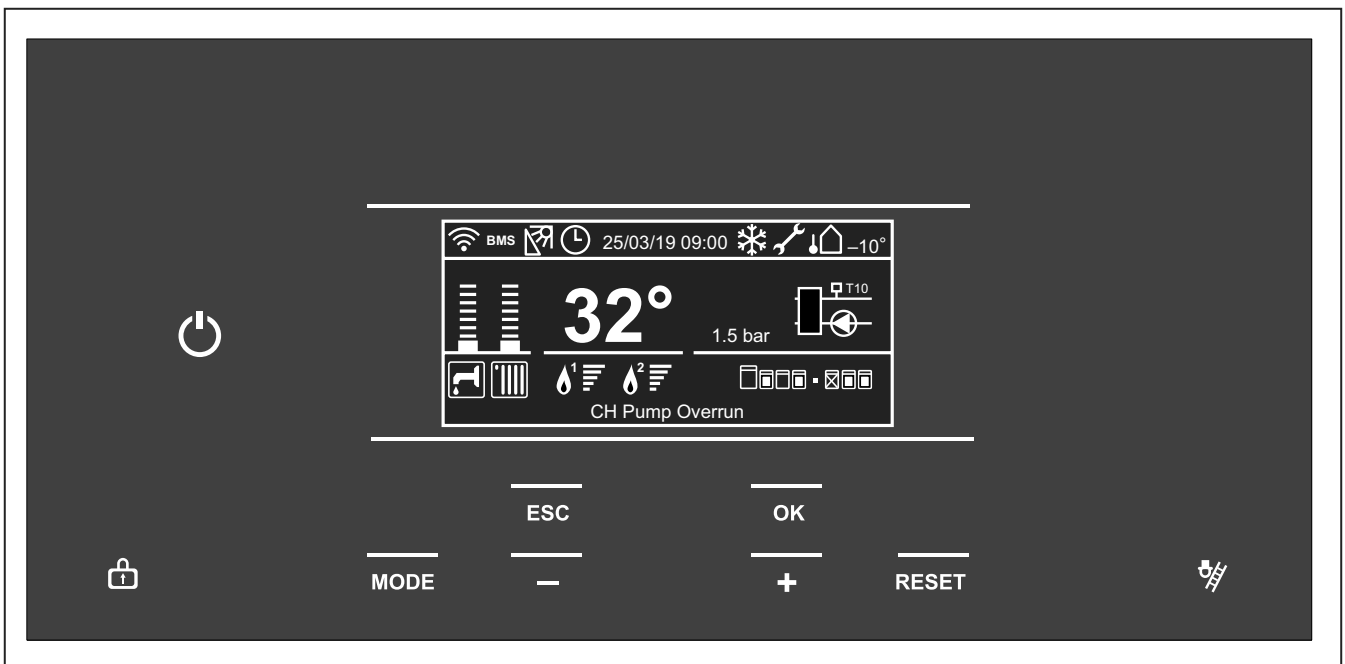 BMS 25/03/19 09:00 –10°
32° 1.5 bar T10
1 2
CH Pump Overrun
ESC OK
MODE – + RESET